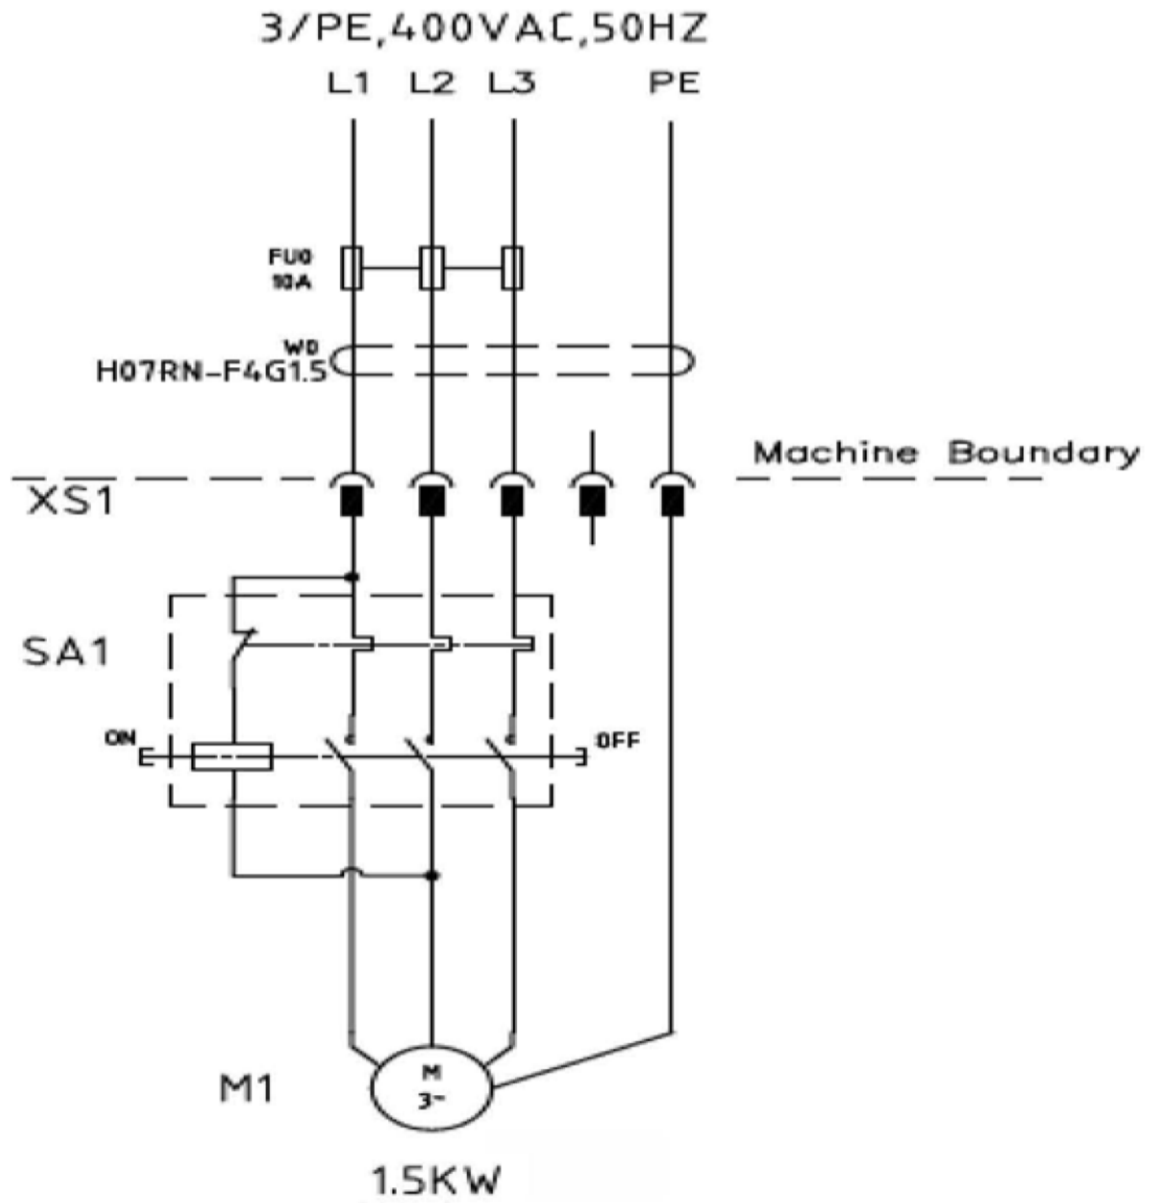 3/PE,400VAC,50HZ
L1 L2 L3 PE
FU0
10A
W0
H07RN-F4G1.5
Machine Boundary
XS1
SA1
ON
OFF
M1
M
3~
1.5KW